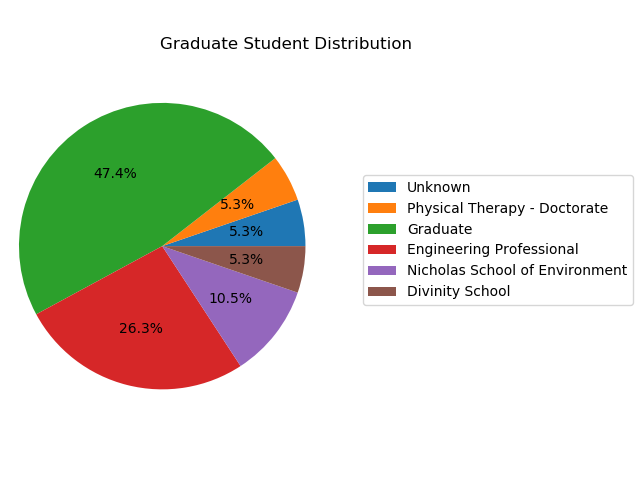 Graduate Student Distribution
47.4%
5.3%
5.3%
5.3%
10.5%
26.3%
Unknown
Physical Therapy - Doctorate
Graduate
Engineering Professional
Nicholas School of Environment
Divinity School